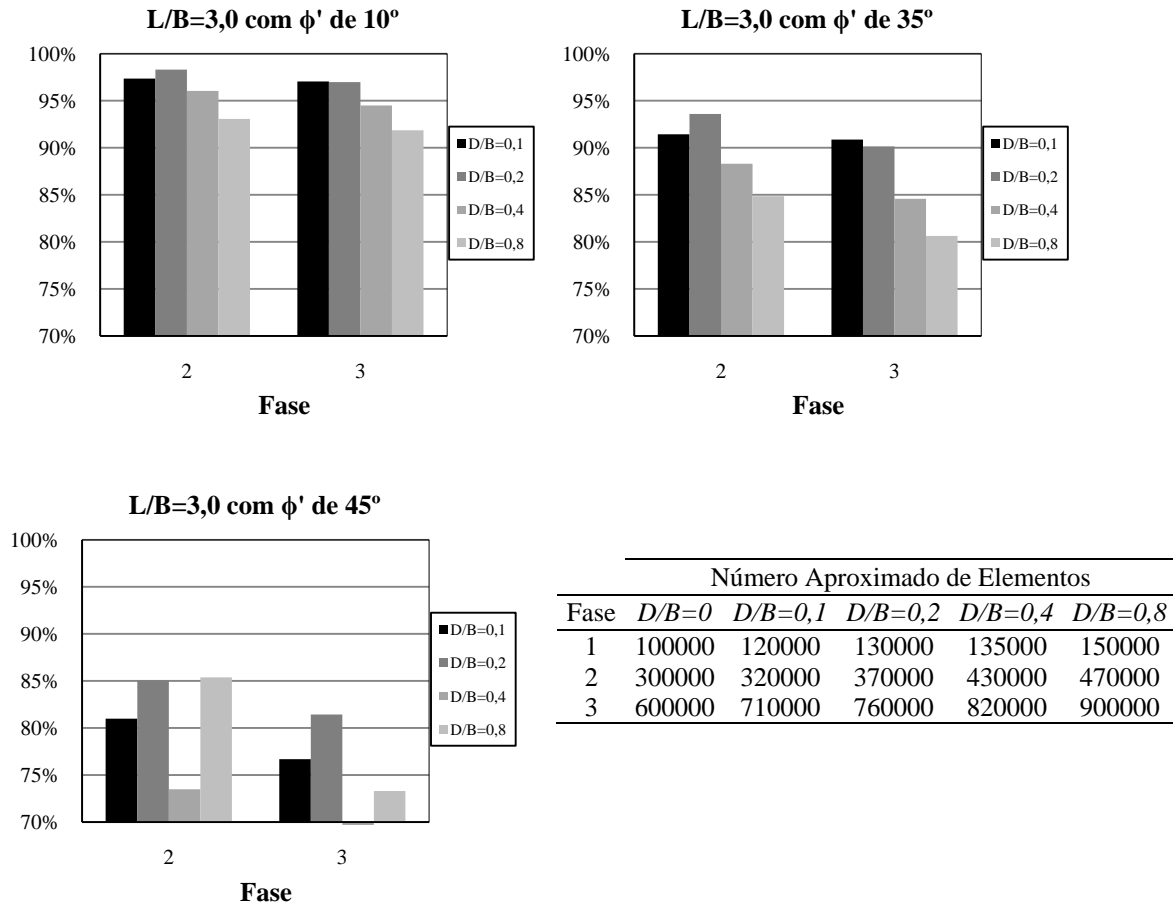 L/B=3,0 com ϕ' de 10º
100%
95%
90%
85%
80%
75%
70%
2
3
Fase
D/B=0,1
D/B=0,2
D/B=0,4
D/B=0,8
L/B=3,0 com ϕ' de 35º
100%
95%
90%
85%
80%
75%
70%
2
3
Fase
D/B=0,1
D/B=0,2
D/B=0,4
D/B=0,8
L/B=3,0 com ϕ' de 45º
100%
95%
90%
85%
80%
75%
70%
2
3
Fase
D/B=0,1
D/B=0,2
D/B=0,4
D/B=0,8
Número Aproximado de Elementos
Fase D/B=0 D/B=0,1 D/B=0,2 D/B=0,4 D/B=0,8
1 100000 120000 130000 135000 150000
2 300000 320000 370000 430000 470000
3 600000 710000 760000 820000 900000